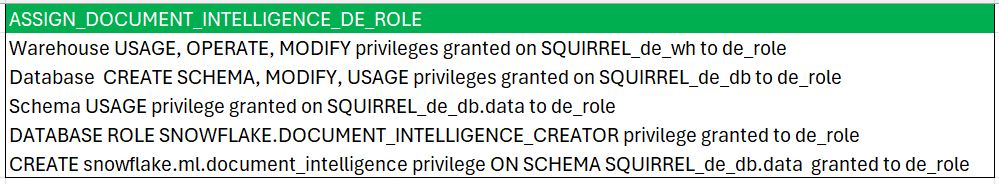 ASSIGN_DOCUMENT_INTELLIGENCE_DE_ROLE
Warehouse USAGE, OPERATE, MODIFY privileges granted on SQUIRREL_de_wh to de_role
Database  CREATE SCHEMA, MODIFY, USAGE privileges granted on SQUIRREL_de_db to de_role
Schema USAGE privilege granted on SQUIRREL_de_db.data to de_role
DATABASE ROLE SNOWFLAKE.DOCUMENT_INTELLIGENCE_CREATOR privilege granted to de_role
CREATE snowflake.ml.document_intelligence privilege ON SCHEMA SQUIRREL_de_db.data  granted to de_role